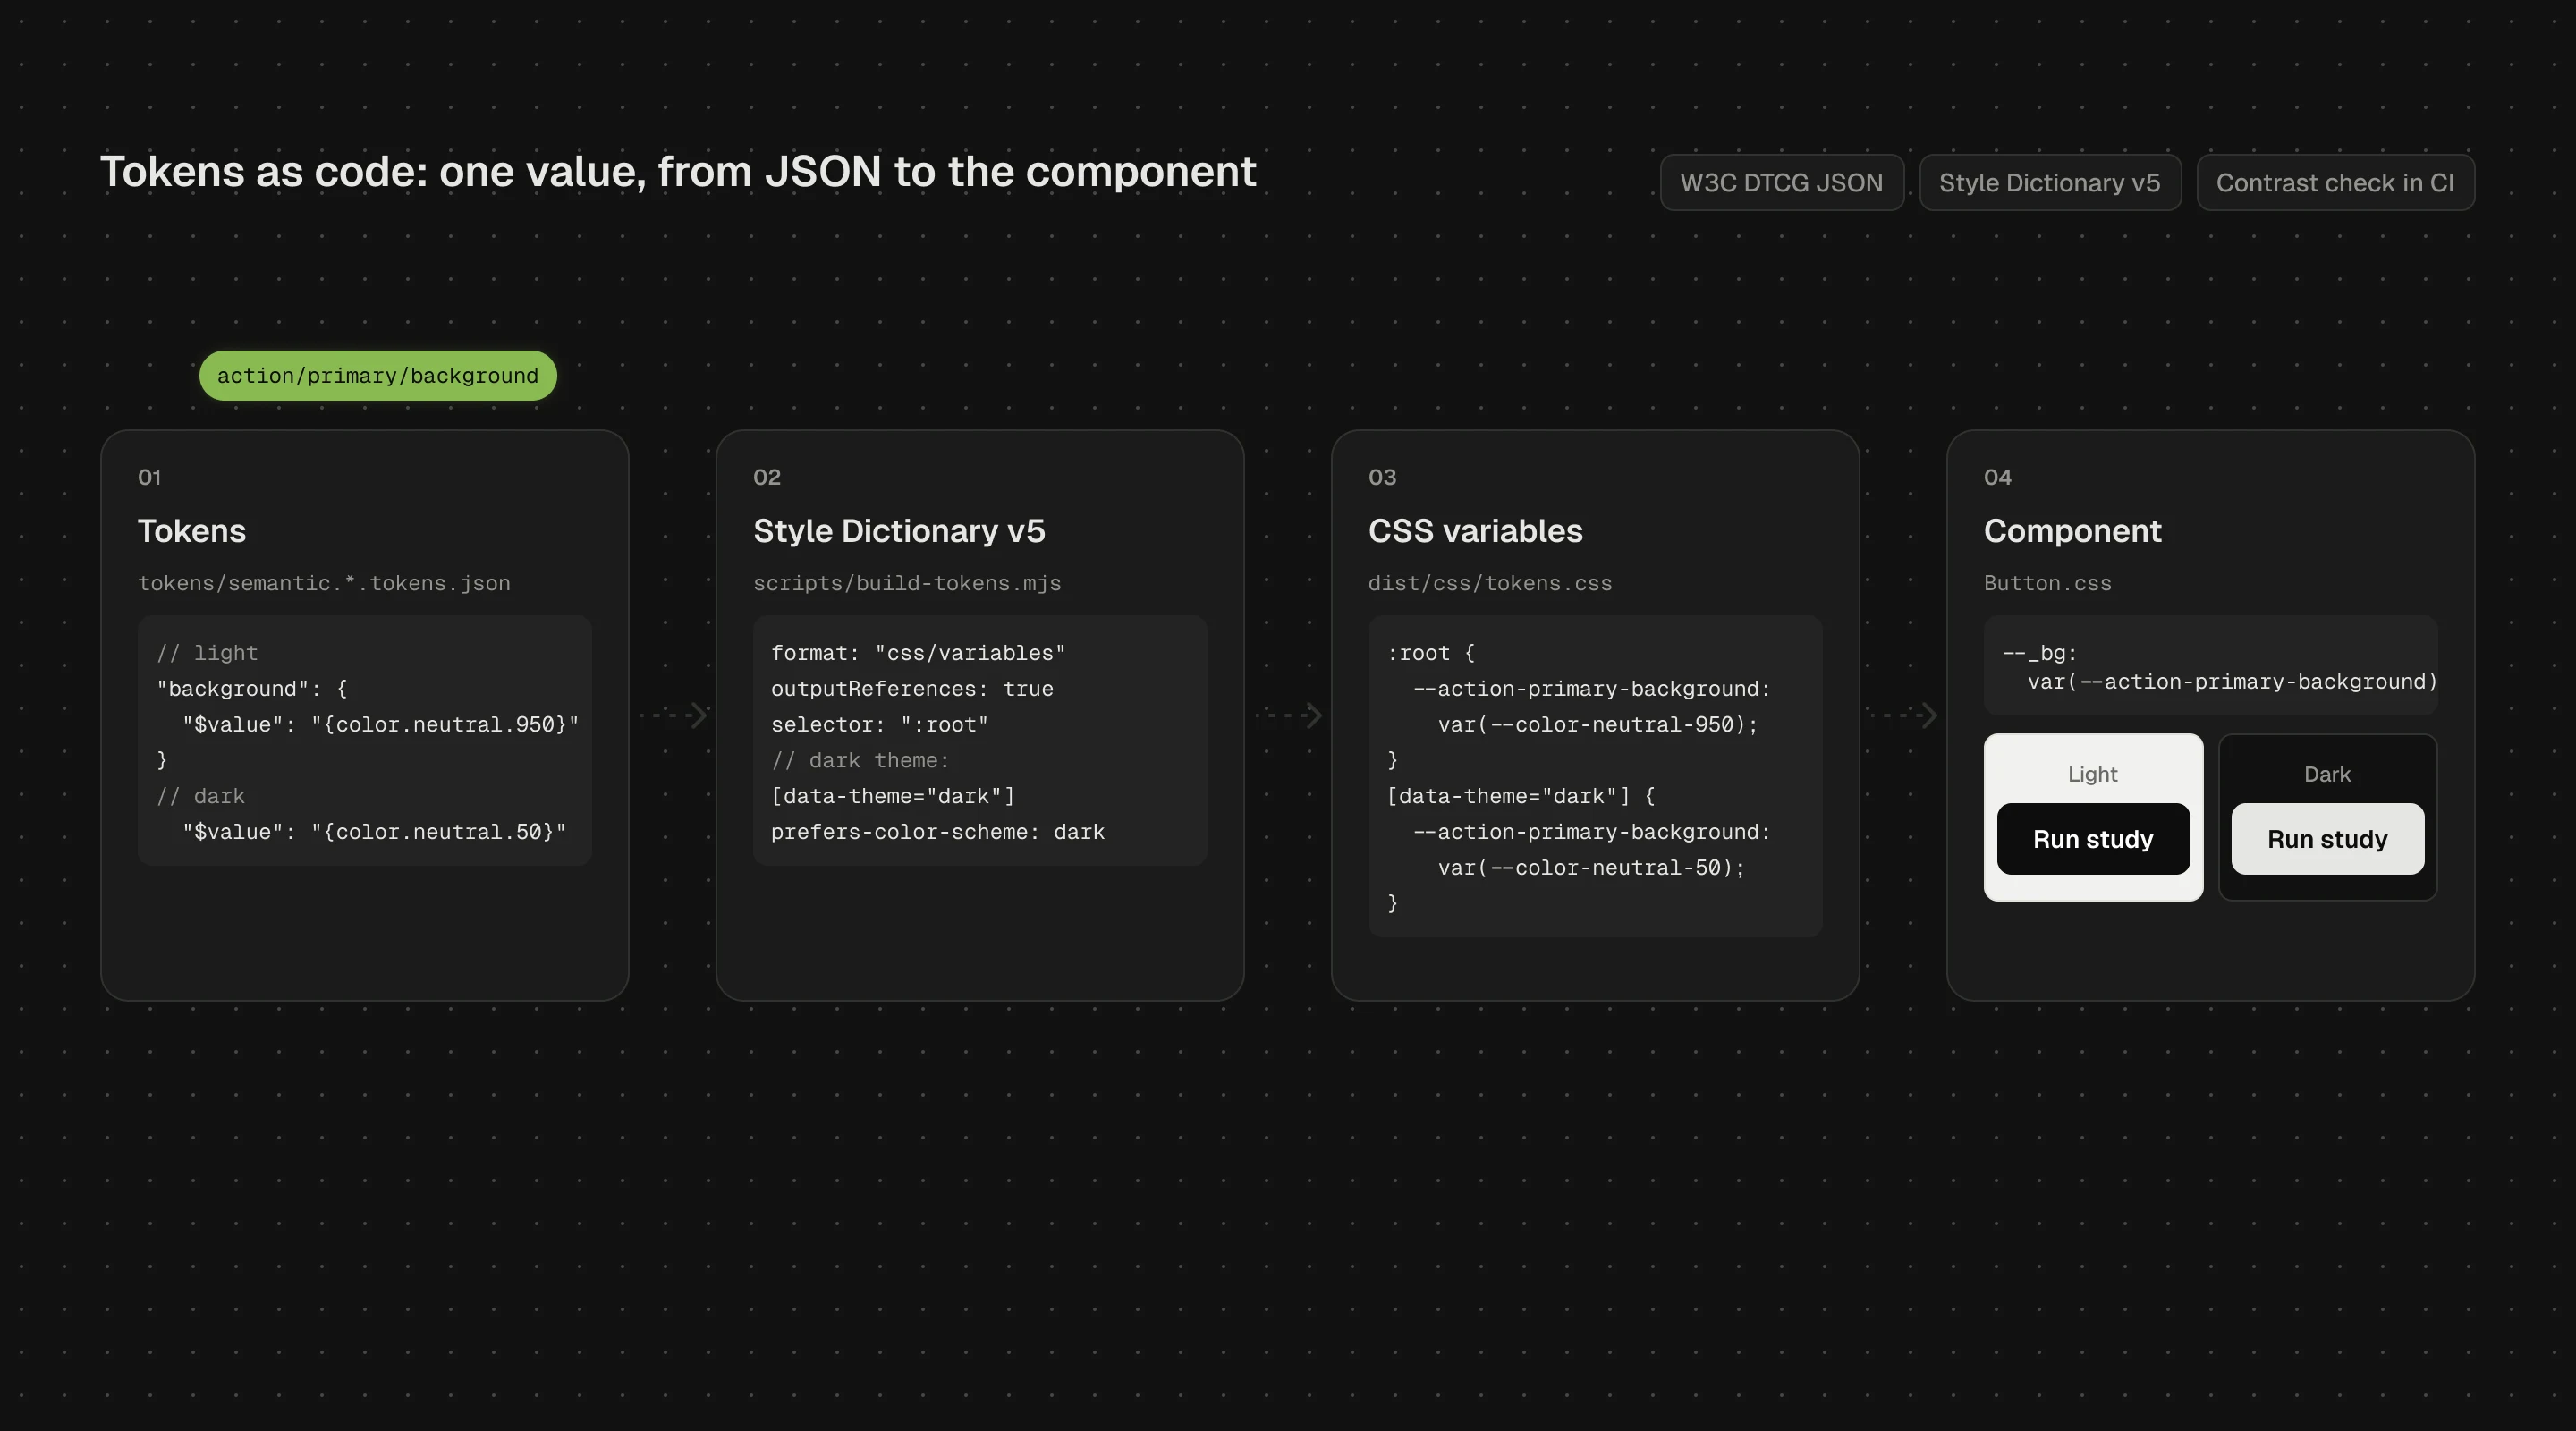 Tokens as code: one value, from JSON to the component
W3C DTCG JSON
Style Dictionary v5
Contrast check in CI
action/primary/background
01
Tokens
tokens/semantic.*.tokens.json
// light
"background": {
  "$value": "{color.neutral.950}"
}
// dark
  "$value": "{color.neutral.50}"
02
Style Dictionary v5
scripts/build-tokens.mjs
format: "css/variables"
outputReferences: true
selector: ":root"
// dark theme:
[data-theme="dark"]
prefers-color-scheme: dark
03
CSS variables
dist/css/tokens.css
:root {
  --action-primary-background:
    var(--color-neutral-950);
}
[data-theme="dark"] {
  --action-primary-background:
    var(--color-neutral-50);
}
04
Component
Button.css
--_bg:
  var(--action-primary-background)
Light
Run study
Dark
Run study